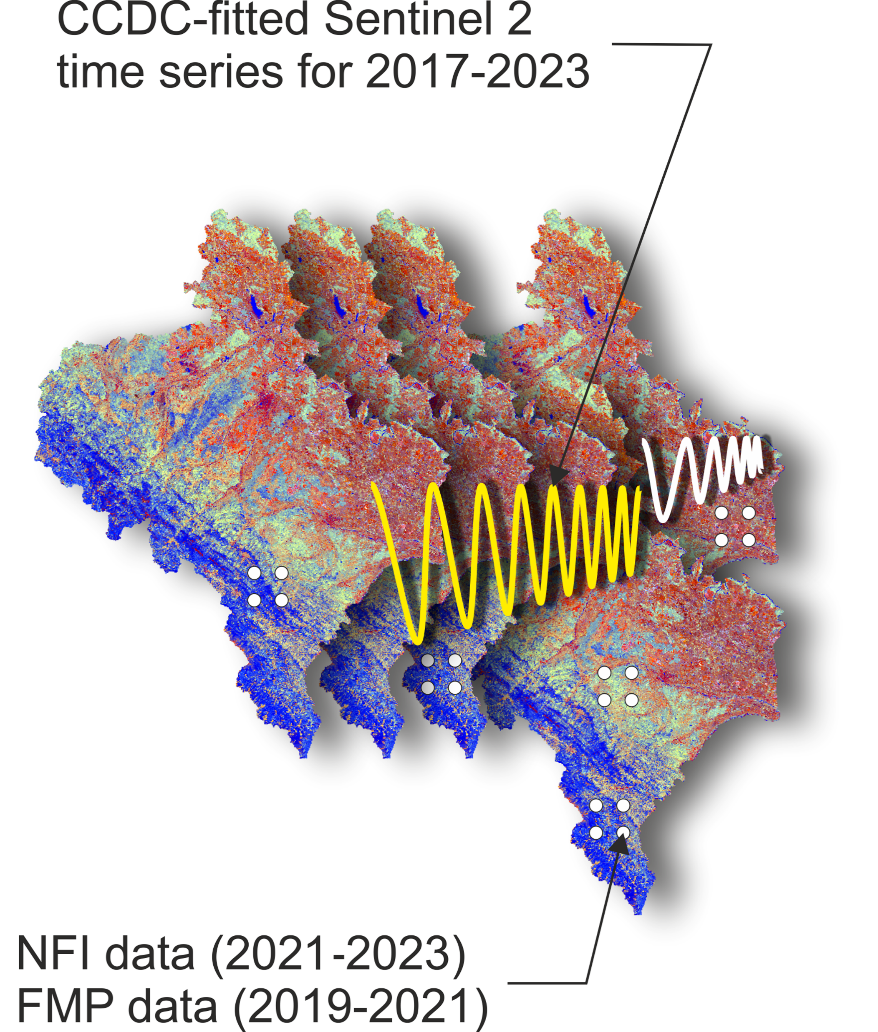 CCDC-fitted Sentinel 2
time series for 2017-2023
NFI data (2021-2023)
FMP data (2019-2021)